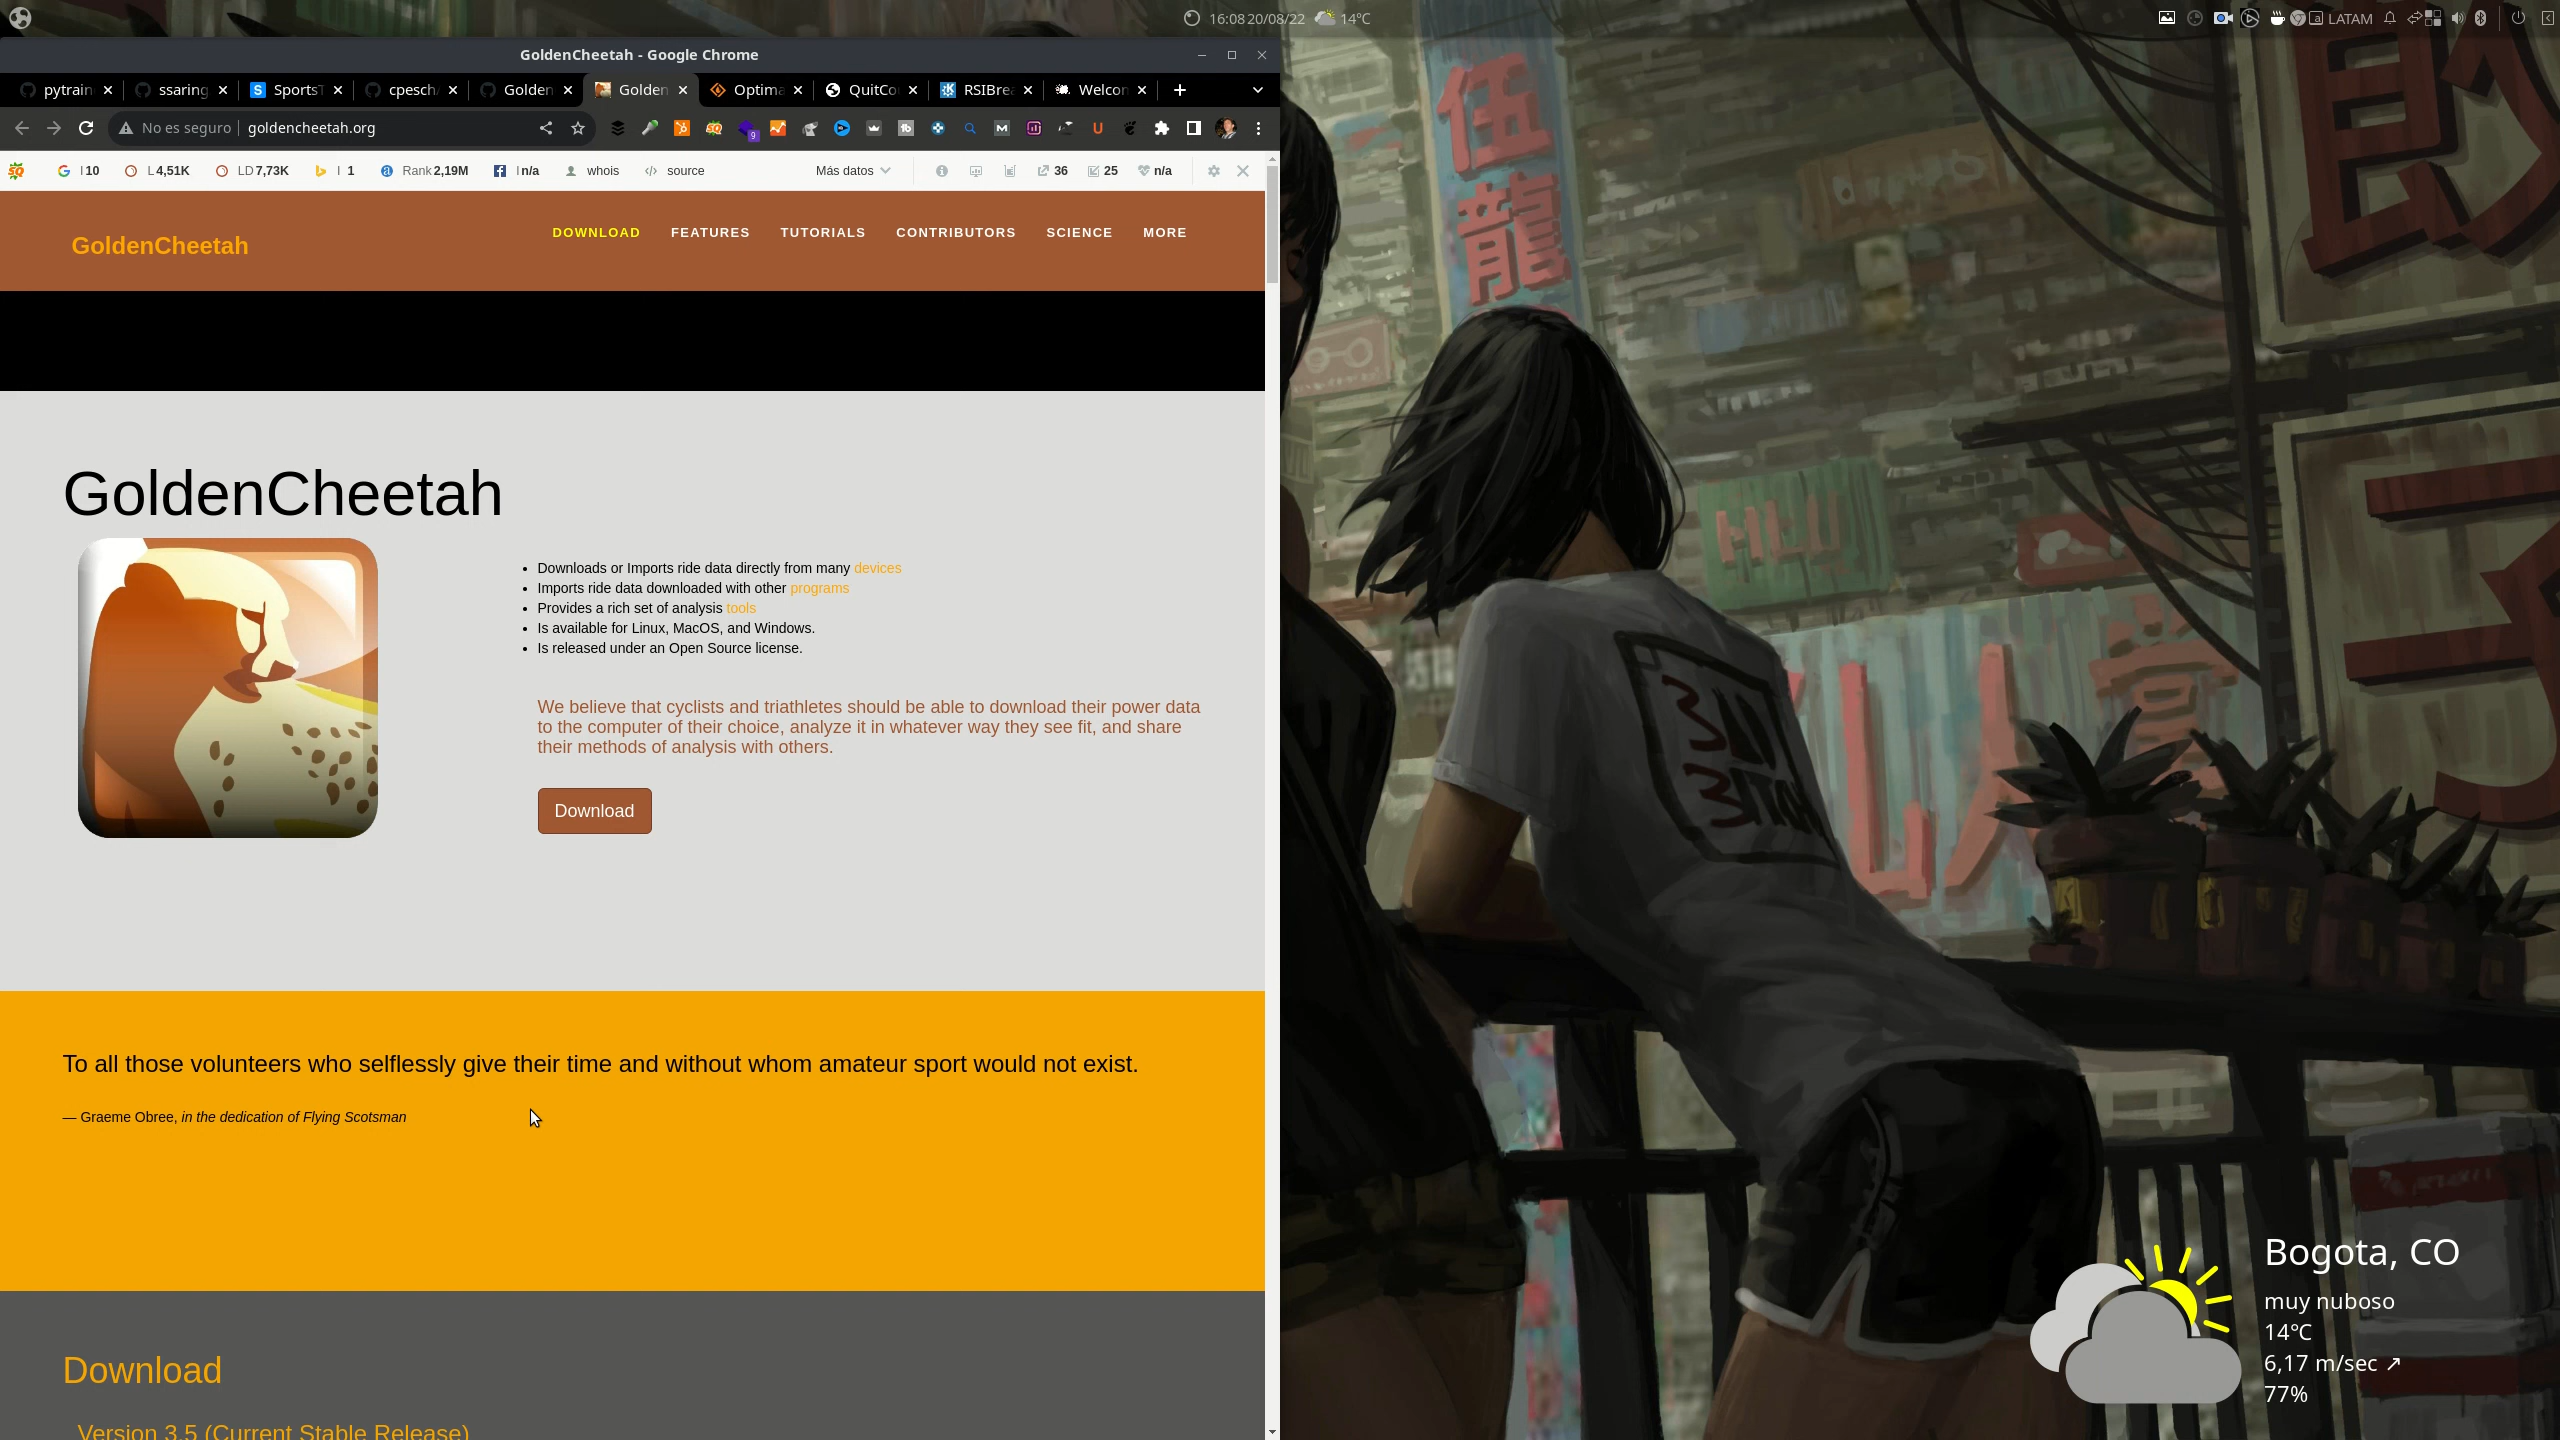 16:08 20/08/22 14°C
LATAM
GoldenCheetah - Google Chrome
pytrain
ssaring
SportsT
cpesch
Golden
Golden
Optima
QuitCo
RSIBrea
Welcon
No es seguro goldencheetah.org
I 10 L 4,51K LD 7,73K I 1 Rank 2,19M I n/a whois source Más datos 36 25 n/a
GoldenCheetah
DOWNLOAD FEATURES TUTORIALS CONTRIBUTORS SCIENCE MORE
GoldenCheetah
Downloads or Imports ride data directly from many devices
Imports ride data downloaded with other programs
Provides a rich set of analysis tools
Is available for Linux, MacOS, and Windows.
Is released under an Open Source license.
We believe that cyclists and triathletes should be able to download their power data
to the computer of their choice, analyze it in whatever way they see fit, and share
their methods of analysis with others.
Download
To all those volunteers who selflessly give their time and without whom amateur sport would not exist.
— Graeme Obree, in the dedication of Flying Scotsman
Download
Version 3.5 (Current Stable Release)
伍
龍
Bogota, CO
muy nuboso
14°C
6,17 m/sec ↗
77%